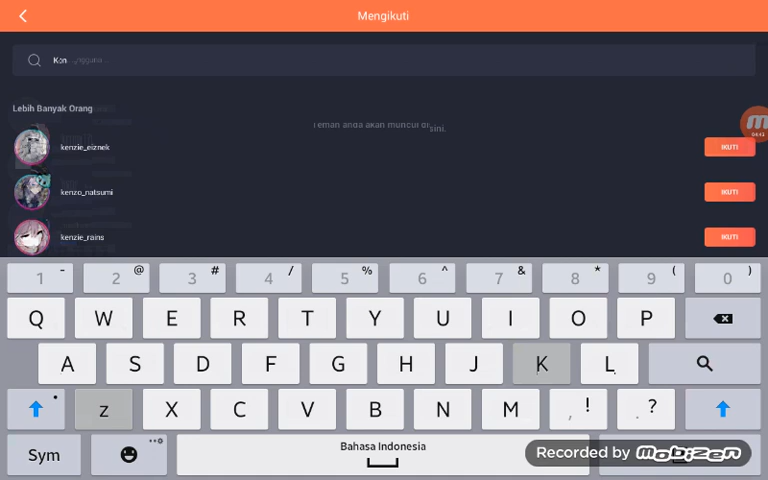 Mengikuti
Lebih Banyak Orang
Teman anda akan muncul di sini.
kenzie_eiznek IKUTI
kenzo_natsumi IKUTI
kenzie_rains IKUTI
1 - 2 @ 3 # 4 / 5 % 6 ^ 7 & 8 * 9 ( 0 )
Q W E R T Y U I O P
A S D F G H J K L
z X C V B N M , ! . ?
Sym Bahasa Indonesia
Recorded by mobizen